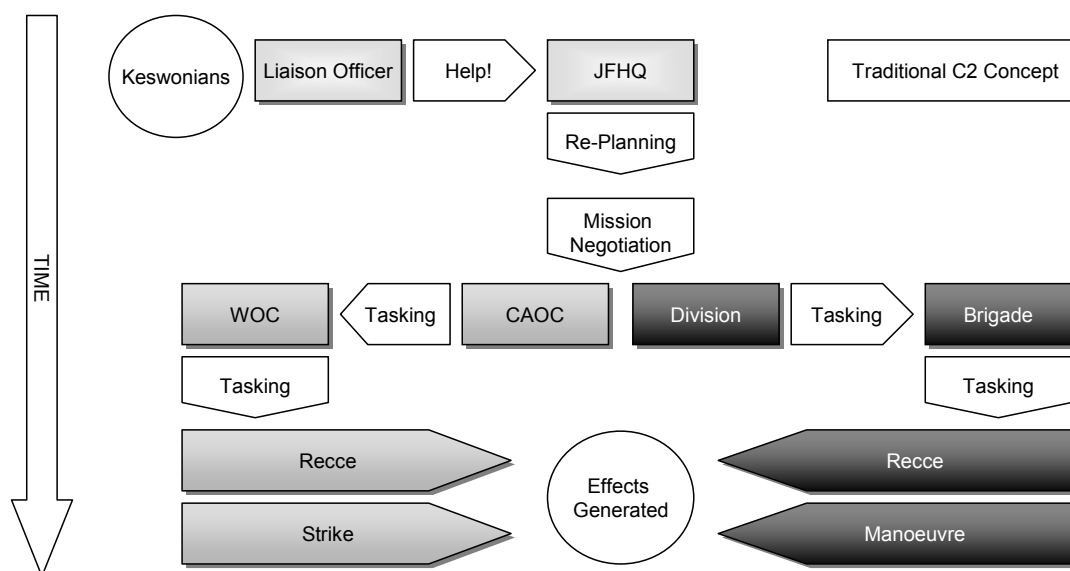 Keswonians
Liaison Officer
Help!
JFHQ
Traditional C2 Concept
Re-Planning
Mission
Negotiation
TIME
WOC
Tasking
CAOC
Division
Tasking
Brigade
Tasking
Tasking
Recce
Effects
Generated
Recce
Strike
Manoeuvre